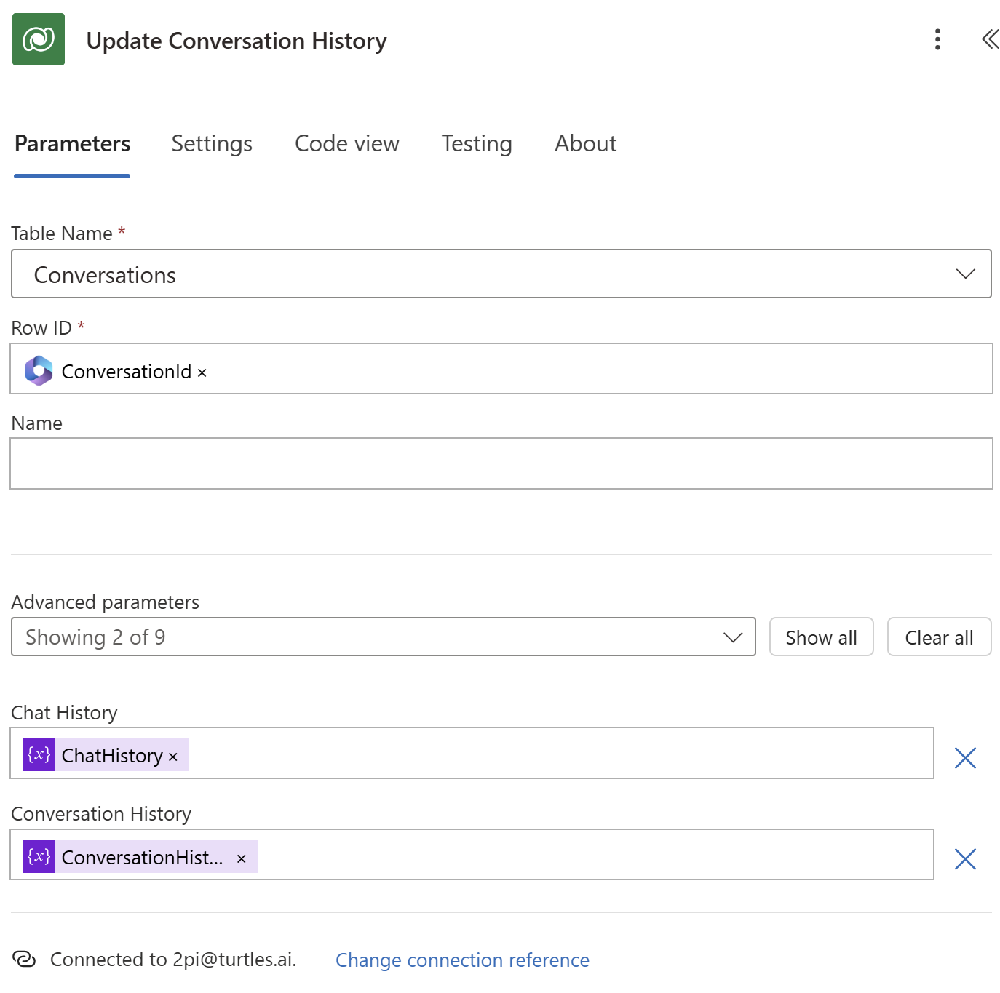 Update Conversation History
Parameters Settings Code view Testing About
Table Name *
Conversations
Row ID *
ConversationId ×
Name
Advanced parameters
Showing 2 of 9 Show all Clear all
Chat History
{x} ChatHistory ×
Conversation History
{x} ConversationHist... ×
Connected to 2pi@turtles.ai. Change connection reference